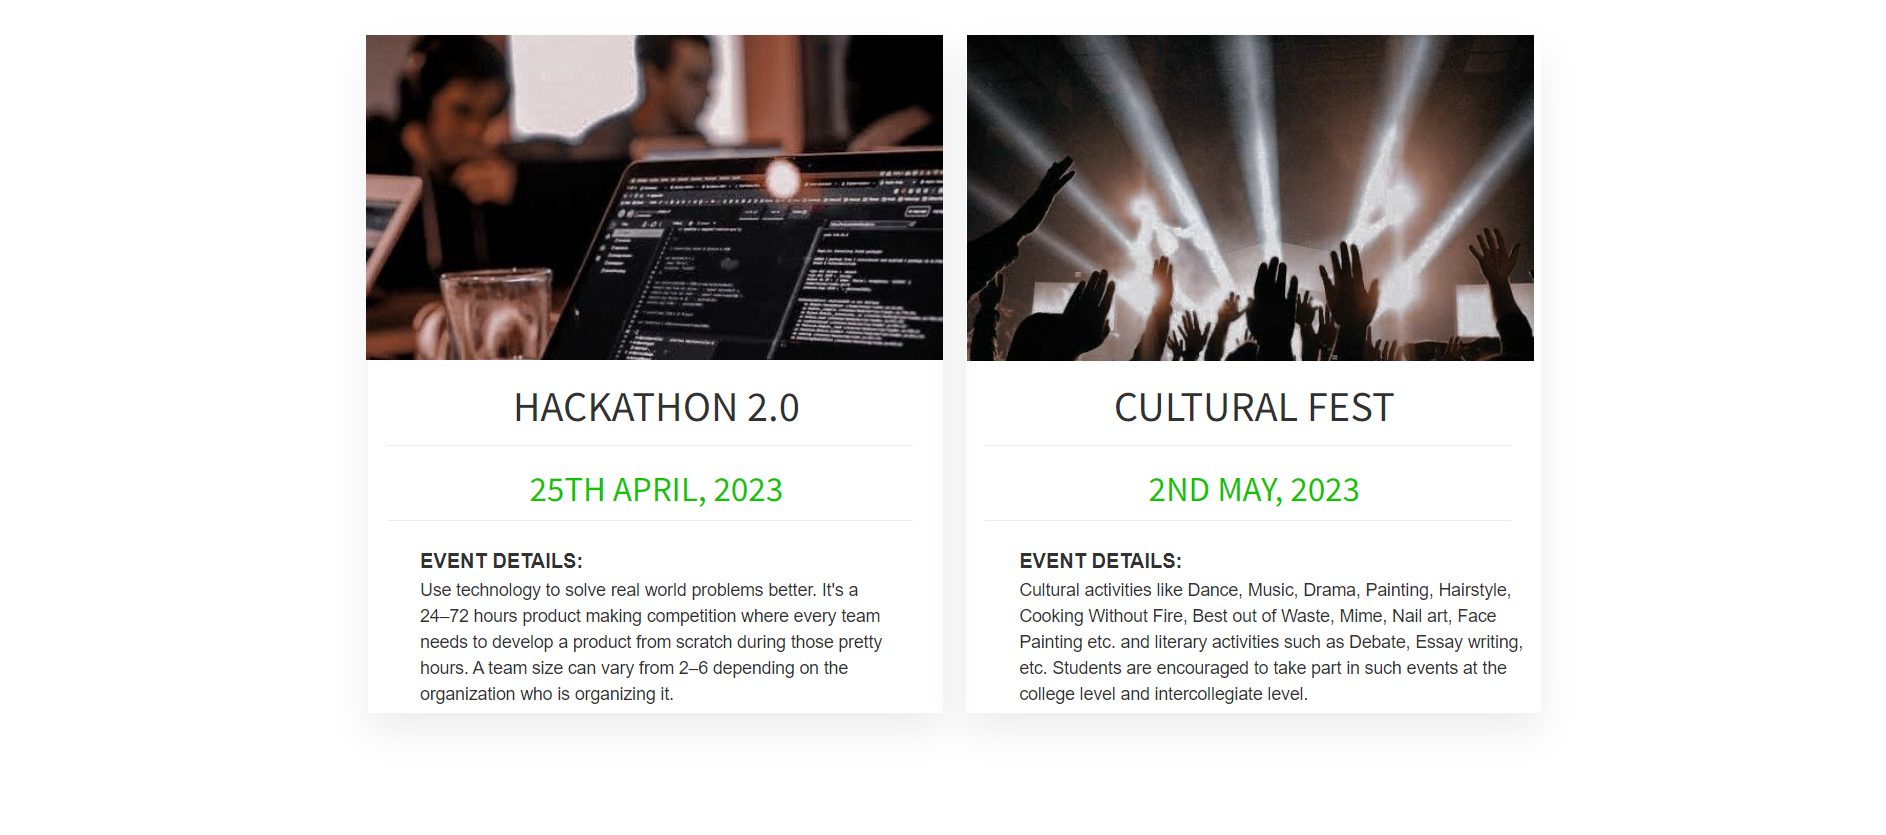 HACKATHON 2.0
25TH APRIL, 2023
EVENT DETAILS:
Use technology to solve real world problems better. It's a
24–72 hours product making competition where every team
needs to develop a product from scratch during those pretty
hours. A team size can vary from 2–6 depending on the
organization who is organizing it.
CULTURAL FEST
2ND MAY, 2023
EVENT DETAILS:
Cultural activities like Dance, Music, Drama, Painting, Hairstyle,
Cooking Without Fire, Best out of Waste, Mime, Nail art, Face
Painting etc. and literary activities such as Debate, Essay writing,
etc. Students are encouraged to take part in such events at the
college level and intercollegiate level.